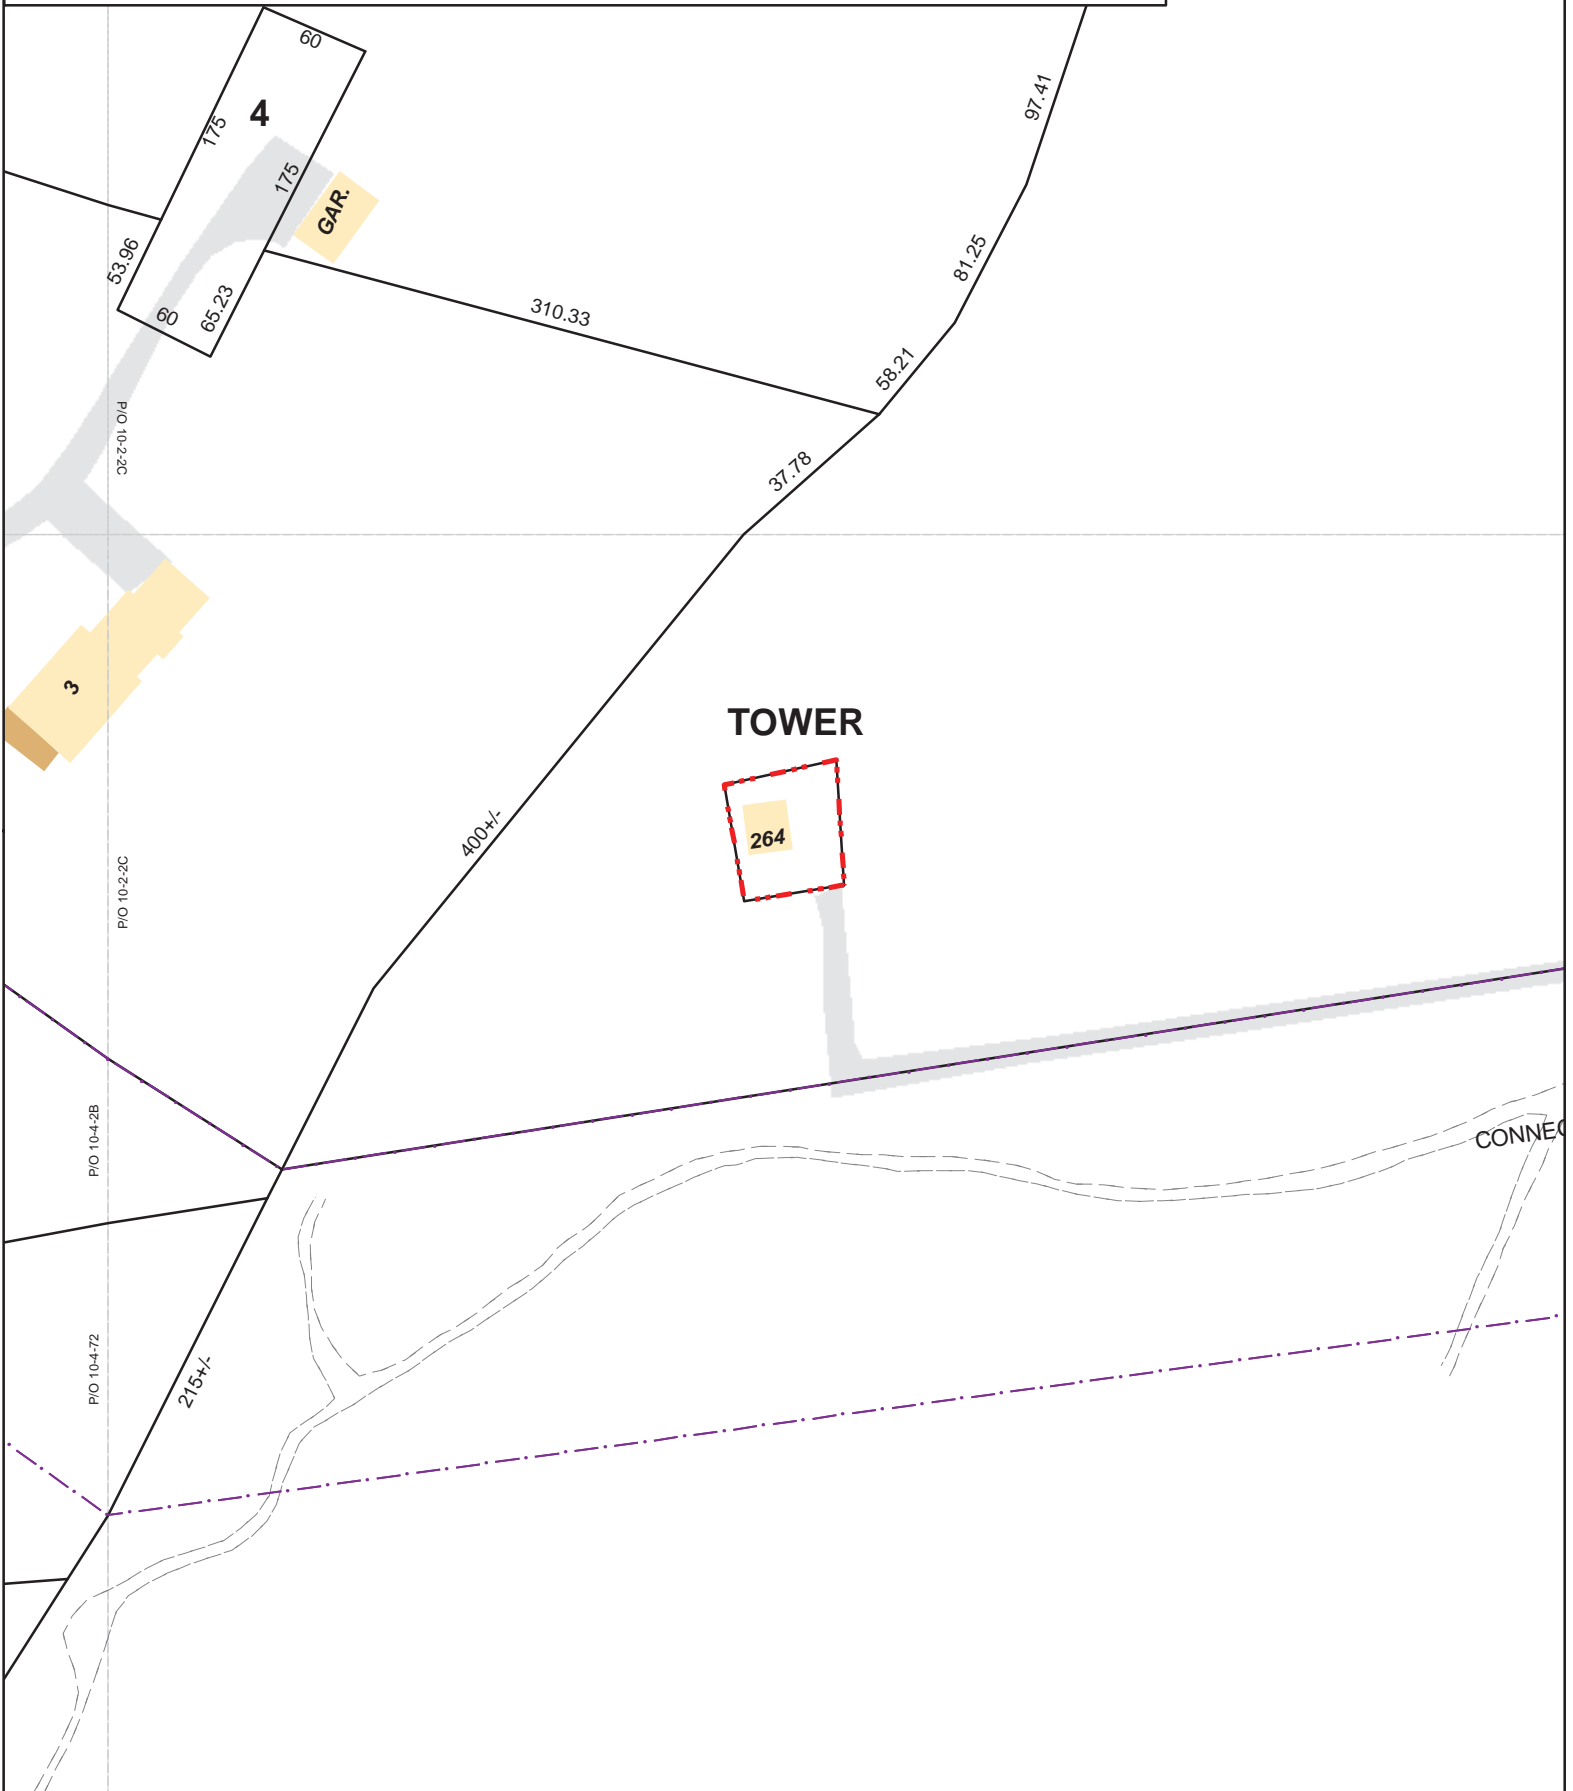 60
97.41
4
175
175
GAR.
53.96
65.23
60
310.33
81.25
58.21
P/O 10-2-2C
37.78
3
TOWER
264
400+/-
P/O 10-2-2C
P/O 10-4-2B
CONNEC
215+/-
P/O 10-4-72